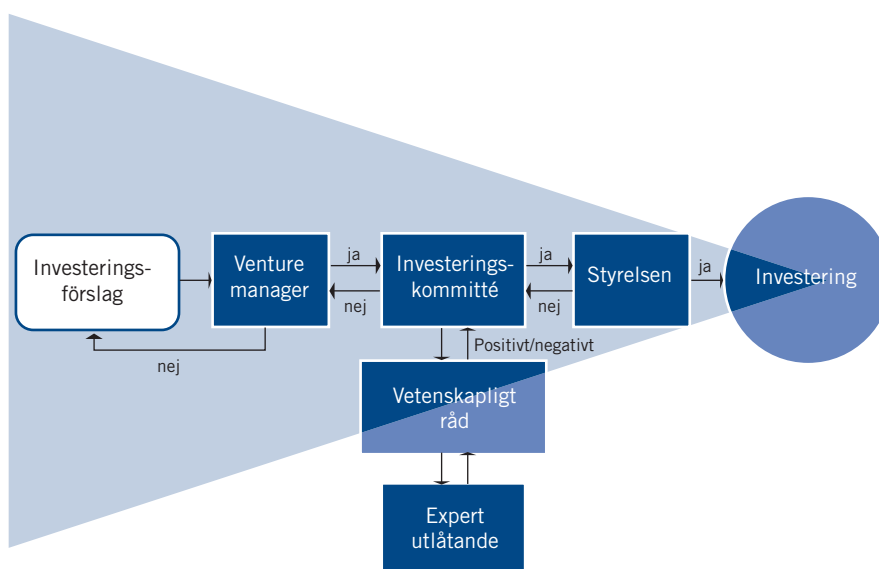 Investerings-
förslag
Venture
manager
ja
nej
Investerings-
kommitté
ja
nej
Styrelsen
ja
Investering
nej
Positivt/negativt
Vetenskapligt
råd
Expert
utlåtande